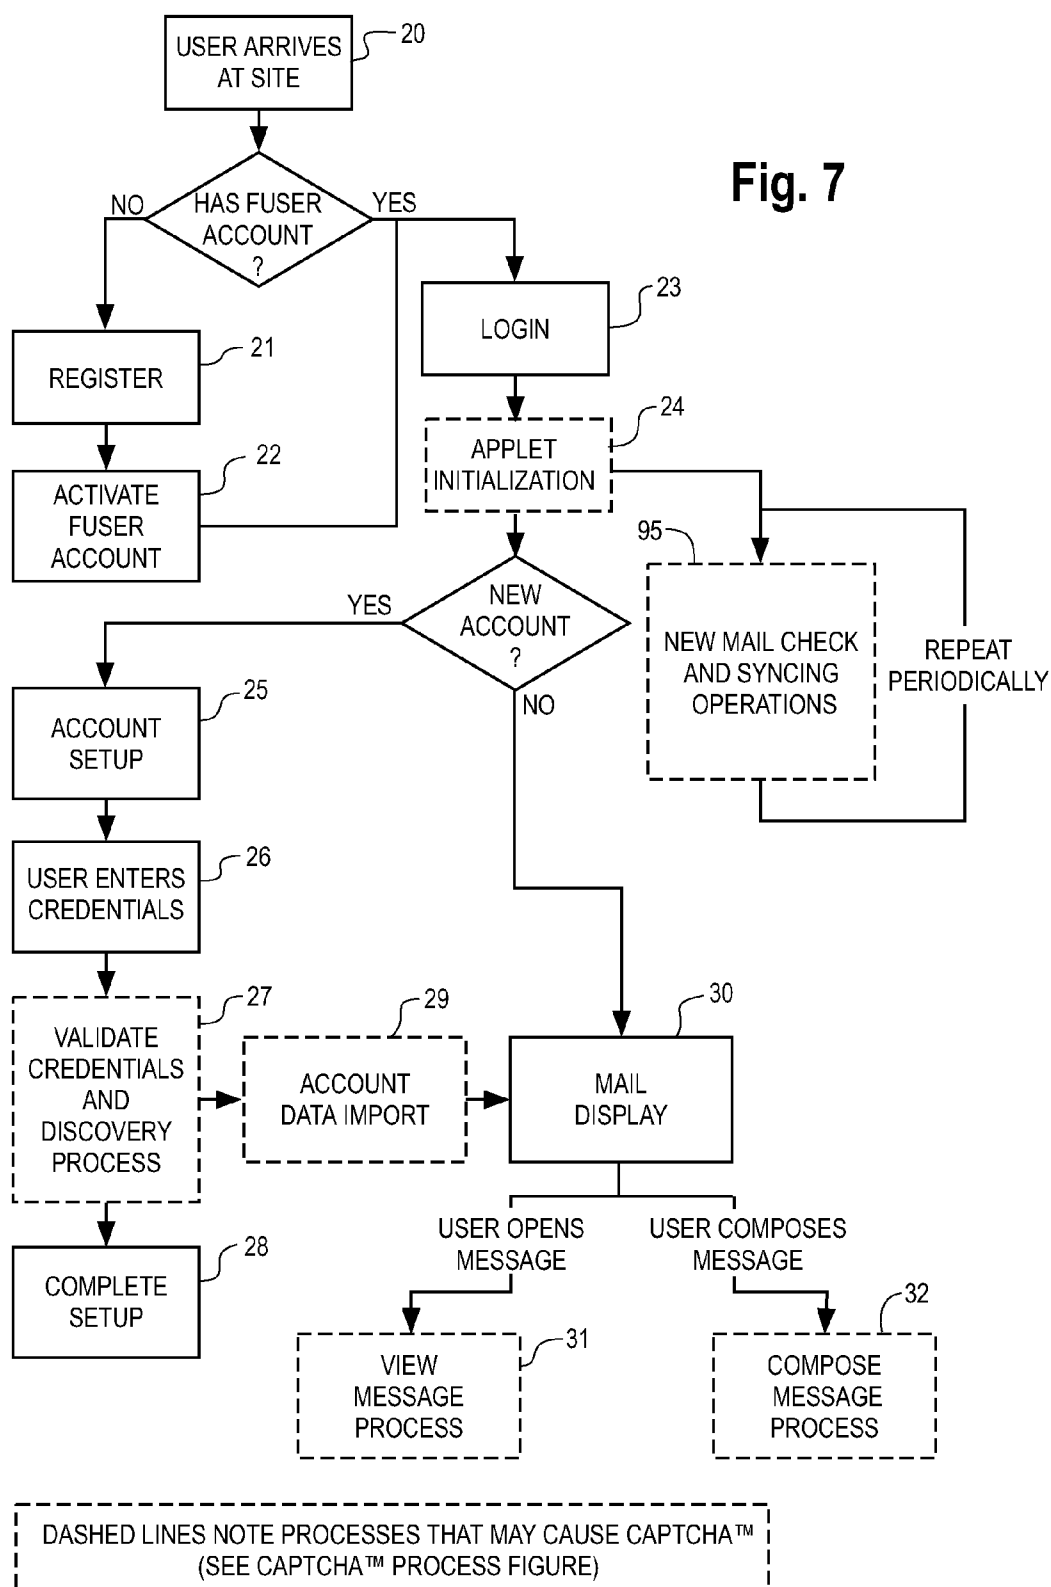 USER ARRIVES
AT SITE
20
Fig. 7
HAS FUSER
ACCOUNT
?
NO
YES
REGISTER
21
ACTIVATE
FUSER
ACCOUNT
22
LOGIN
23
APPLET
INITIALIZATION
24
95
NEW MAIL CHECK
AND SYNCING
OPERATIONS
REPEAT
PERIODICALLY
NEW
ACCOUNT
?
YES
NO
ACCOUNT
SETUP
25
USER ENTERS
CREDENTIALS
26
VALIDATE
CREDENTIALS
AND
DISCOVERY
PROCESS
27
ACCOUNT
DATA IMPORT
29
MAIL
DISPLAY
30
COMPLETE
SETUP
28
USER OPENS
MESSAGE
USER COMPOSES
MESSAGE
VIEW
MESSAGE
PROCESS
31
COMPOSE
MESSAGE
PROCESS
32
DASHED LINES NOTE PROCESSES THAT MAY CAUSE CAPTCHA™
(SEE CAPTCHA™ PROCESS FIGURE)